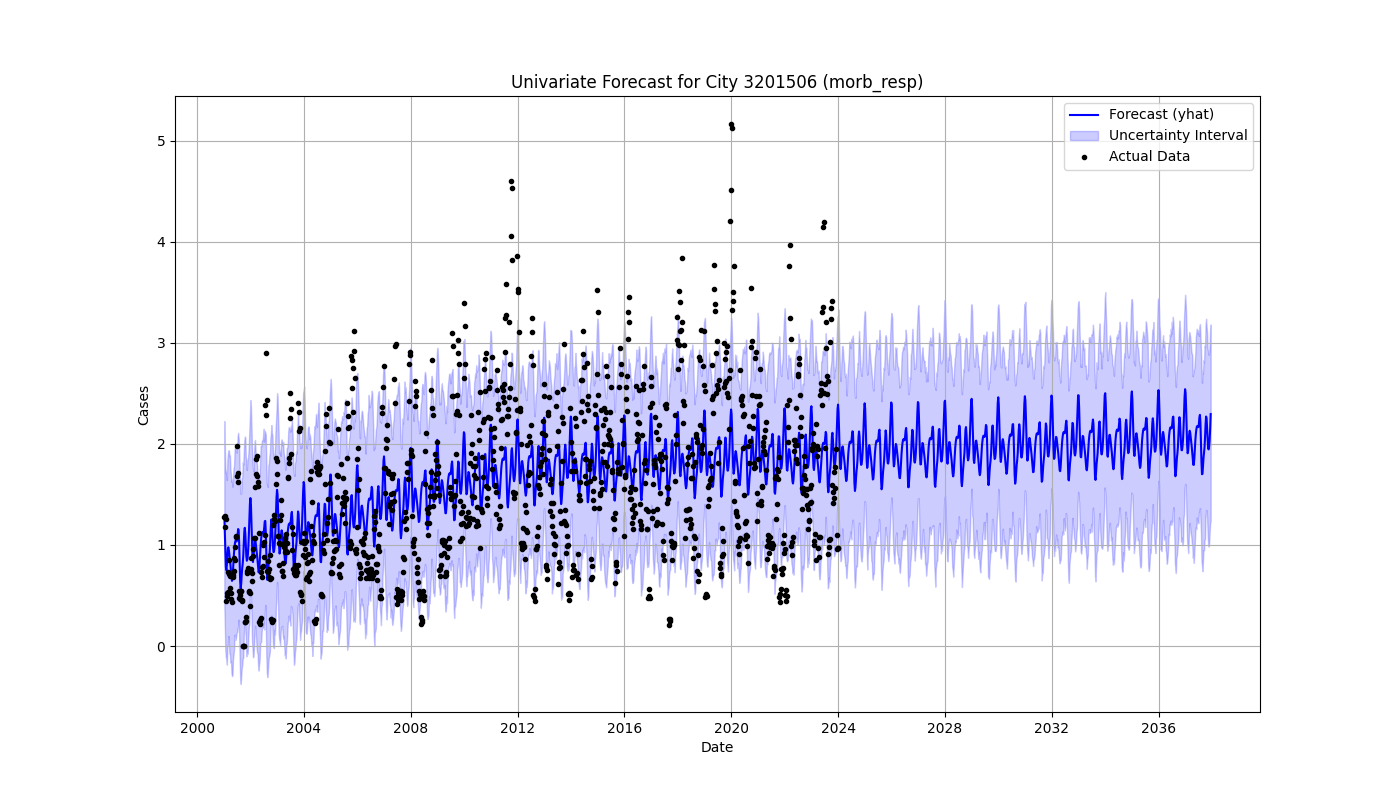 Univariate Forecast for City 3201506 (morb_resp)
Forecast (yhat)
Uncertainty Interval
Actual Data
Cases
5
4
3
2
1
0
2000 2004 2008 2012 2016 2020 2024 2028 2032 2036
Date